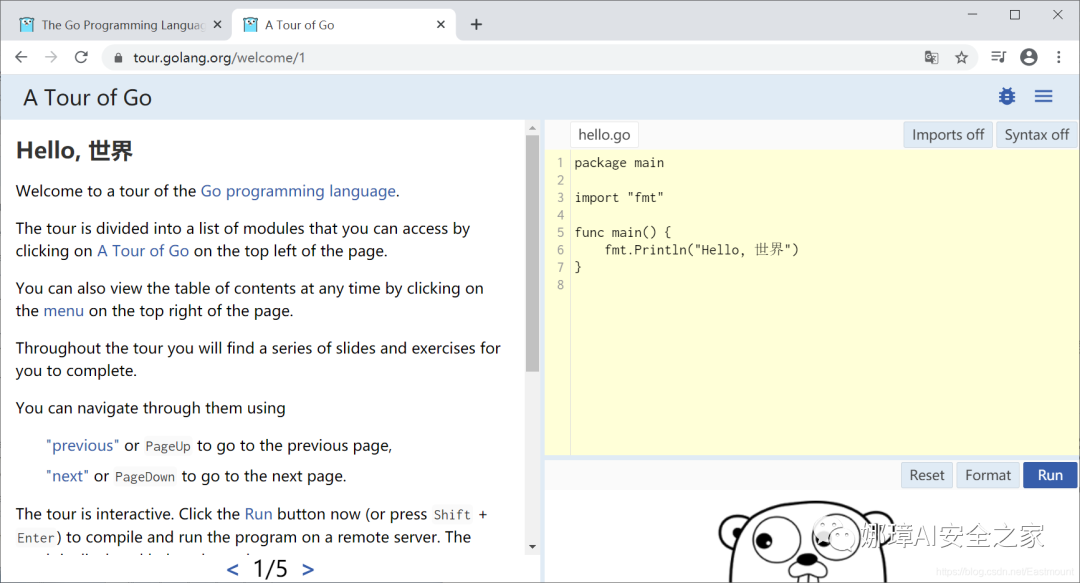 The Go Programming Langua
A Tour of Go
tour.golang.org/welcome/1
A Tour of Go
Hello, 世界
Welcome to a tour of the Go programming language.
The tour is divided into a list of modules that you can access by
clicking on A Tour of Go on the top left of the page.
You can also view the table of contents at any time by clicking on
the menu on the top right of the page.
Throughout the tour you will find a series of slides and exercises for
you to complete.
You can navigate through them using
"previous" or PageUp to go to the previous page,
"next" or PageDown to go to the next page.
The tour is interactive. Click the Run button now (or press Shift +
Enter) to compile and run the program on a remote server. The
< 1/5 >
hello.go
Imports off
Syntax off
1 package main
2
3 import "fmt"
4
5 func main() {
6 fmt.Println("Hello, 世界")
7 }
8
Reset
Format
Run
娜璋AI安全之家
https://blog.csdn.net/Eastmount